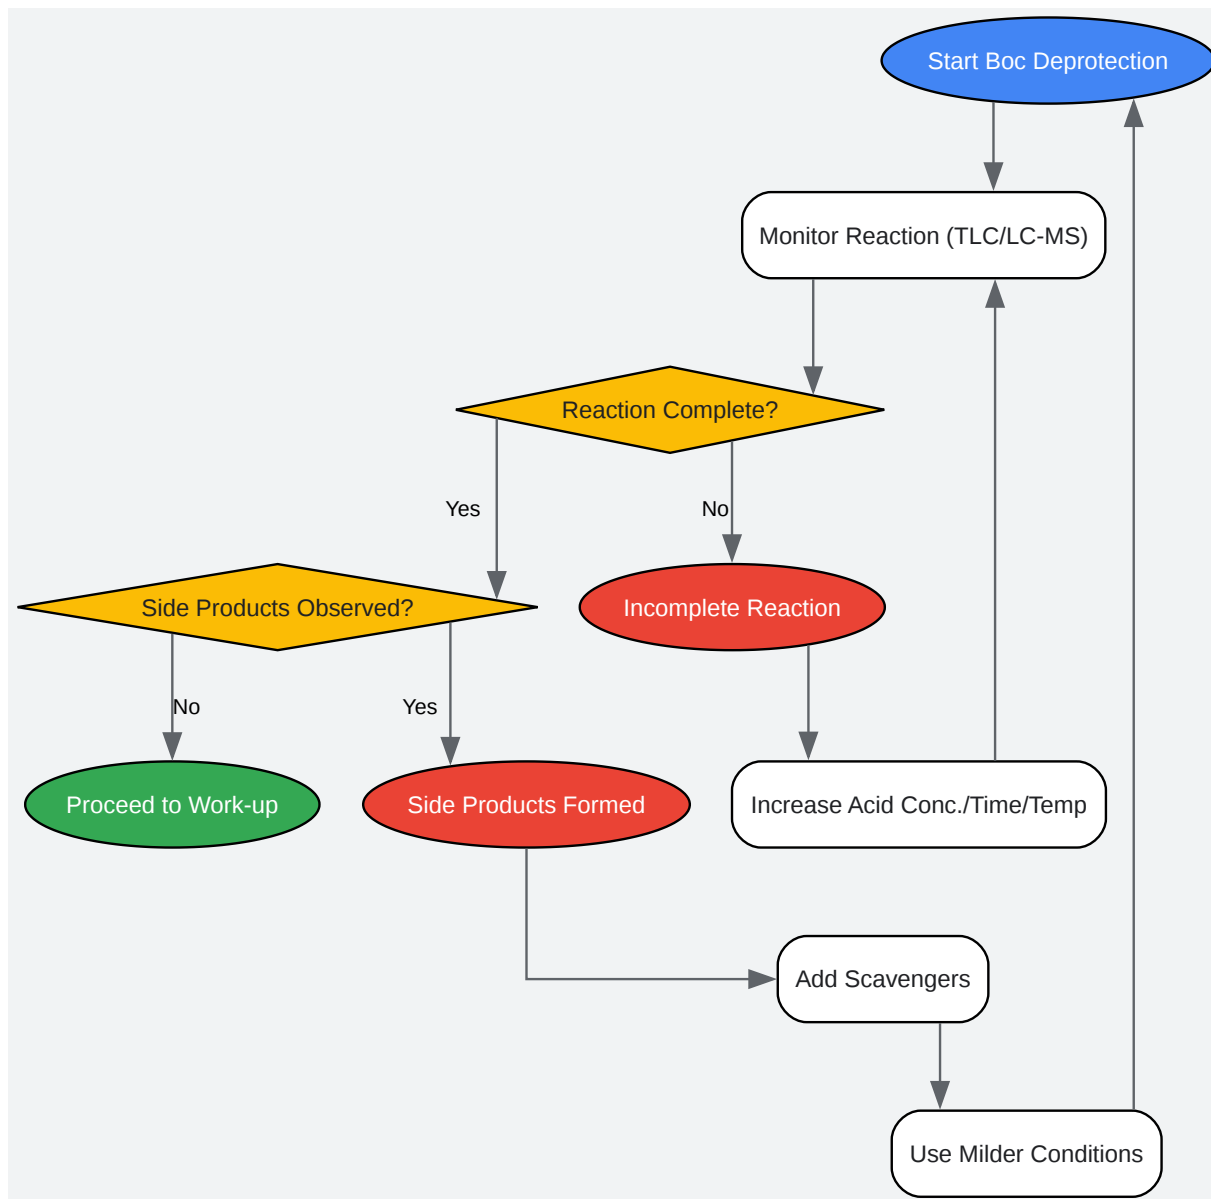 Start Boc Deprotection
Monitor Reaction (TLC/LC-MS)
Reaction Complete?
Yes
No
Side Products Observed?
Incomplete Reaction
No
Yes
Proceed to Work-up
Side Products Formed
Increase Acid Conc./Time/Temp
Add Scavengers
Use Milder Conditions